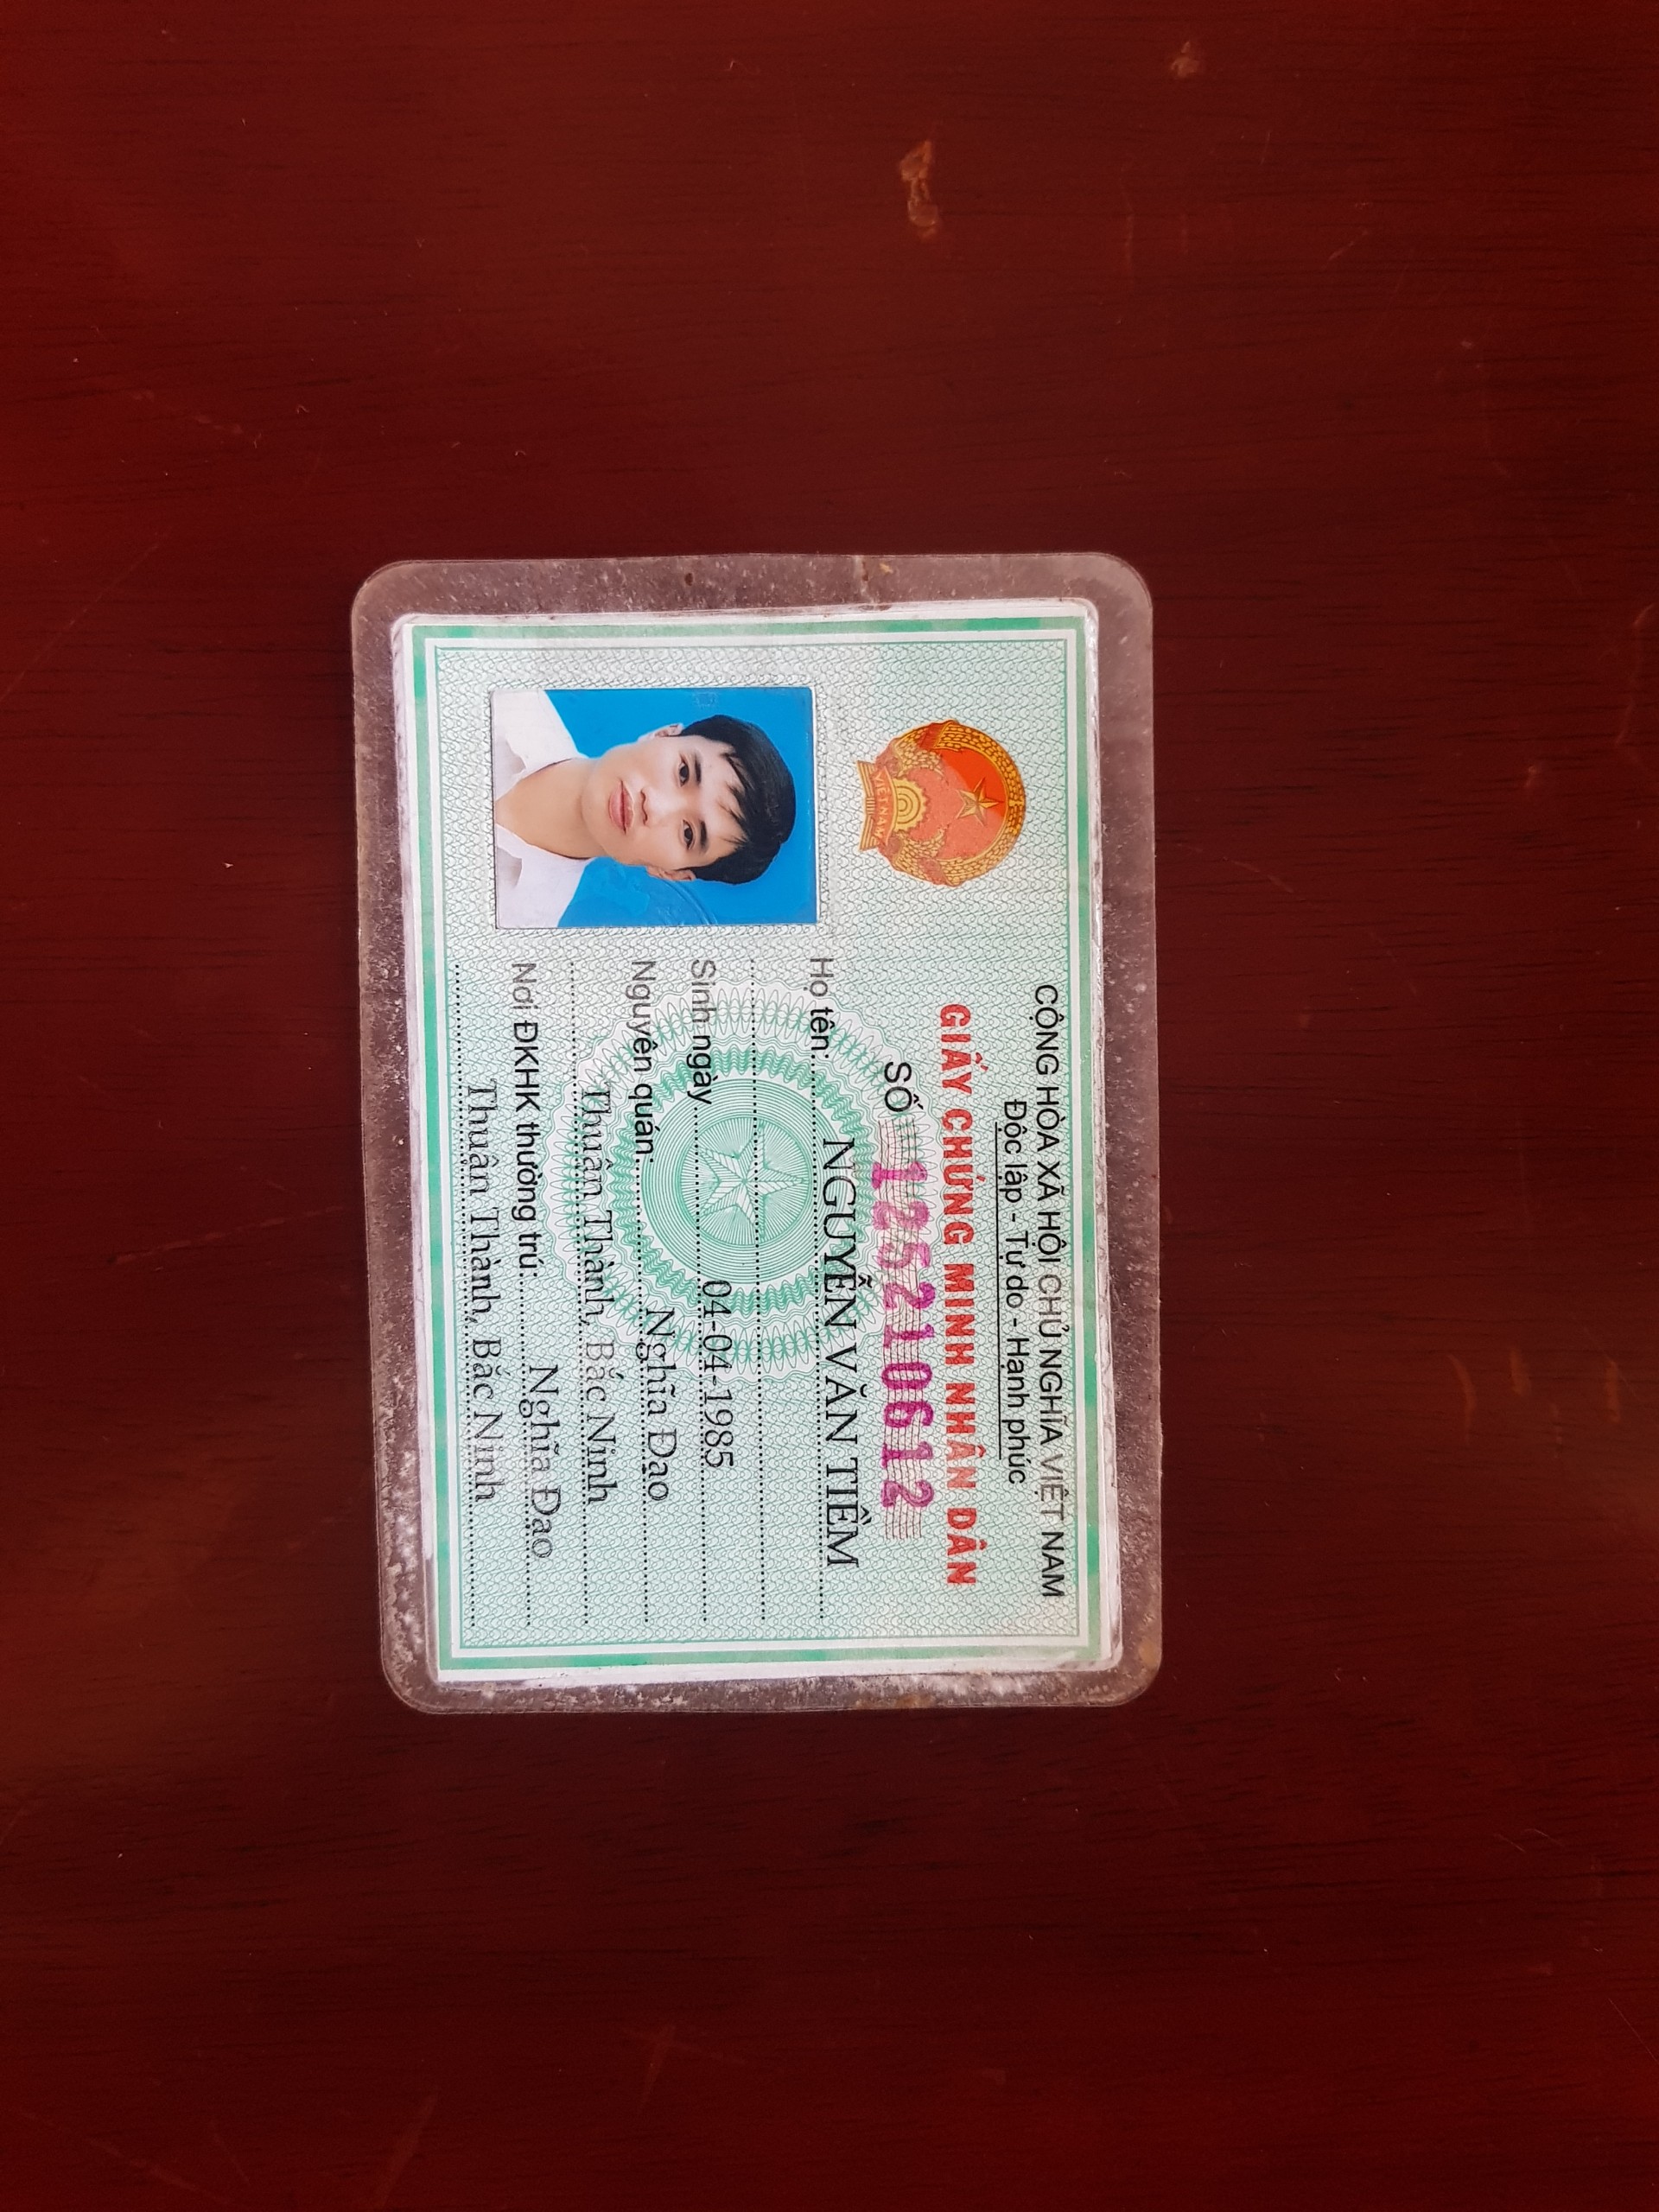 CỘNG HÒA XÃ HỘI CHỦ NGHĨA VIỆT NAM
Độc lập - Tự do - Hạnh phúc
GIẤY CHỨNG MINH NHÂN DÂN
SỐ 125210612
Họ tên: NGUYỄN VĂN TIỀM
Sinh ngày 04-04-1985
Nguyên quán: Nghĩa Đạo
Thuận Thành, Bắc Ninh
Nơi ĐKHK thường trú: Nghĩa Đạo
Thuận Thành, Bắc Ninh
VIỆT NAM